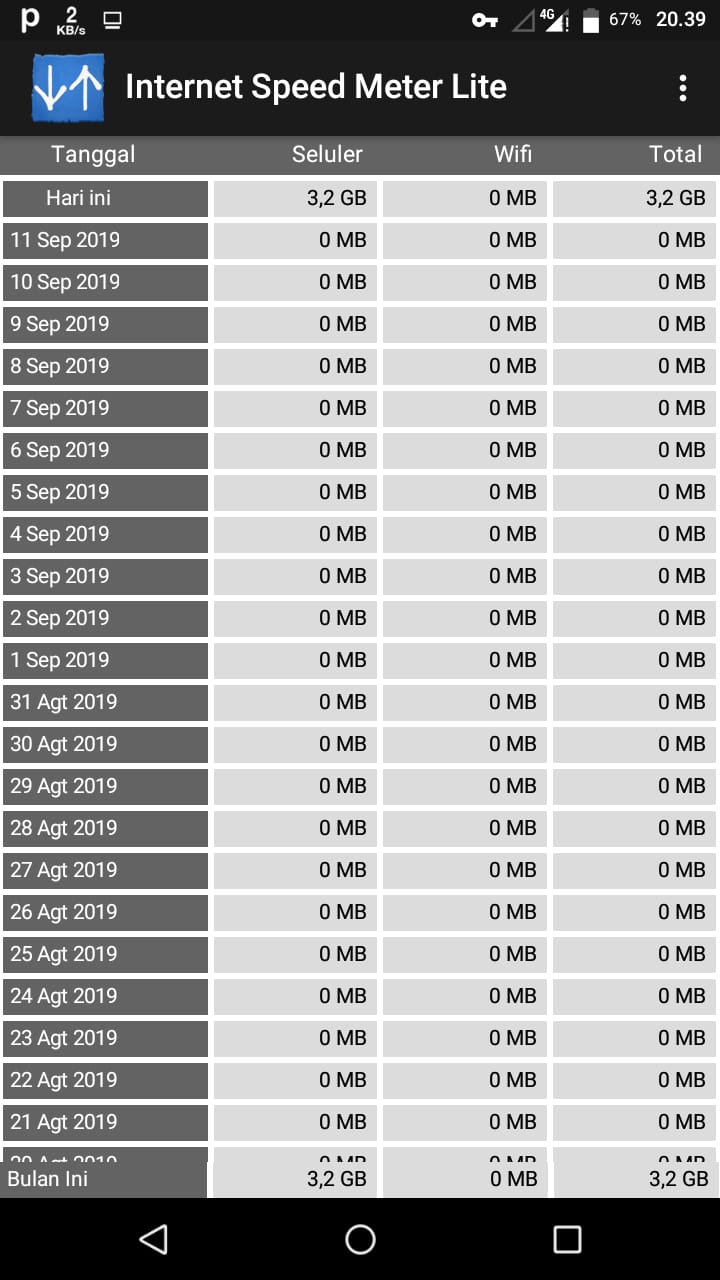 p 2 KB/s 4G 67% 20.39
Internet Speed Meter Lite
Tanggal Seluler Wifi Total
Hari ini 3,2 GB 0 MB 3,2 GB
11 Sep 2019 0 MB 0 MB 0 MB
10 Sep 2019 0 MB 0 MB 0 MB
9 Sep 2019 0 MB 0 MB 0 MB
8 Sep 2019 0 MB 0 MB 0 MB
7 Sep 2019 0 MB 0 MB 0 MB
6 Sep 2019 0 MB 0 MB 0 MB
5 Sep 2019 0 MB 0 MB 0 MB
4 Sep 2019 0 MB 0 MB 0 MB
3 Sep 2019 0 MB 0 MB 0 MB
2 Sep 2019 0 MB 0 MB 0 MB
1 Sep 2019 0 MB 0 MB 0 MB
31 Agt 2019 0 MB 0 MB 0 MB
30 Agt 2019 0 MB 0 MB 0 MB
29 Agt 2019 0 MB 0 MB 0 MB
28 Agt 2019 0 MB 0 MB 0 MB
27 Agt 2019 0 MB 0 MB 0 MB
26 Agt 2019 0 MB 0 MB 0 MB
25 Agt 2019 0 MB 0 MB 0 MB
24 Agt 2019 0 MB 0 MB 0 MB
23 Agt 2019 0 MB 0 MB 0 MB
22 Agt 2019 0 MB 0 MB 0 MB
21 Agt 2019 0 MB 0 MB 0 MB
Bulan Ini 3,2 GB 0 MB 3,2 GB